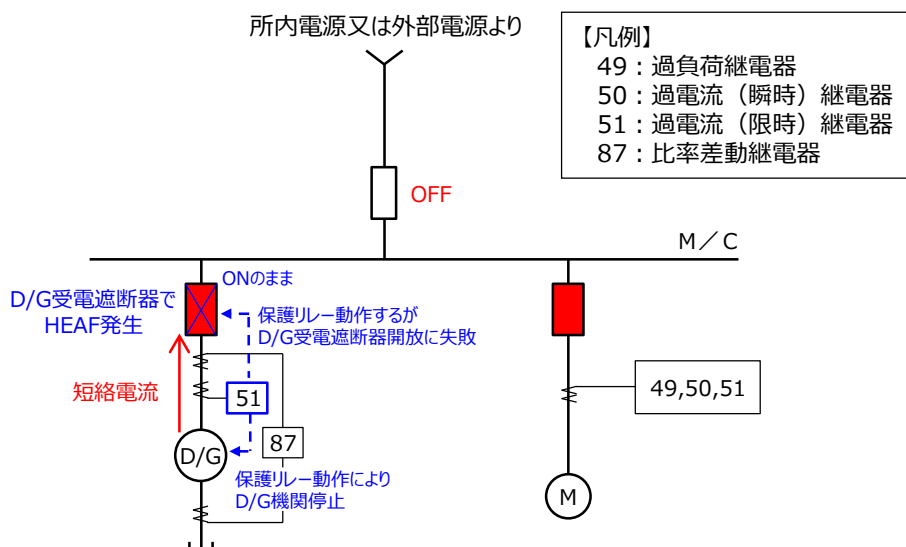 所内電源又は外部電源より
【凡例】
49：過負荷継電器
50：過電流（瞬時）継電器
51：過電流（限時）継電器
87：比率差動継電器
OFF
M／C
ONのまま
D/G受電遮断器で
HEAF発生
保護リレー動作するが
D/G受電遮断器開放に失敗
短絡電流
51
49,50,51
87
D/G
保護リレー動作により
D/G機関停止
M